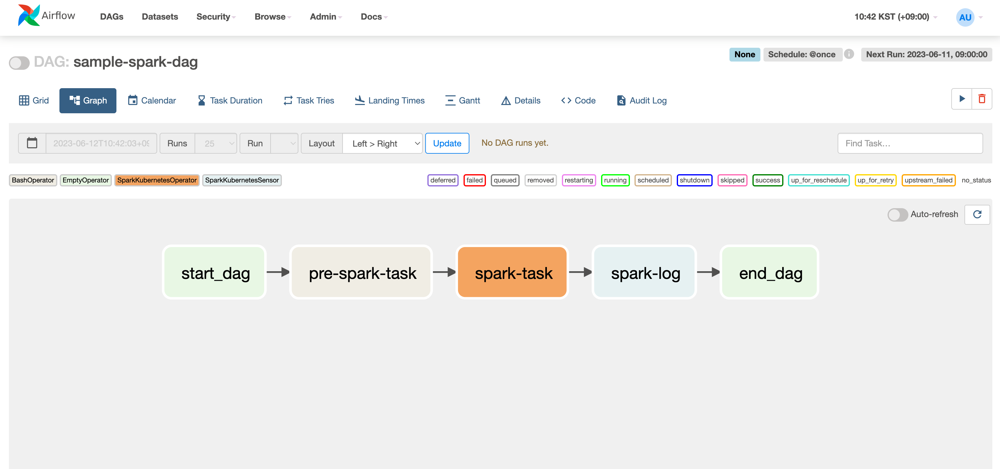 Airflow DAGs Datasets Security Browse Admin Docs 10:42 KST (+09:00) AU
DAG: sample-spark-dag None Schedule: @once i Next Run: 2023-06-11, 09:00:00
Grid Graph Calendar Task Duration Task Tries Landing Times Gantt Details Code Audit Log
2023-06-12T10:42:03+09 Runs 25 Run Layout Left > Right Update No DAG runs yet. Find Task...
BashOperator EmptyOperator SparkKubernetesOperator SparkKubernetesSensor deferred failed queued removed restarting running scheduled shutdown skipped success up_for_reschedule up_for_retry upstream_failed no_status
Auto-refresh
start_dag pre-spark-task spark-task spark-log end_dag